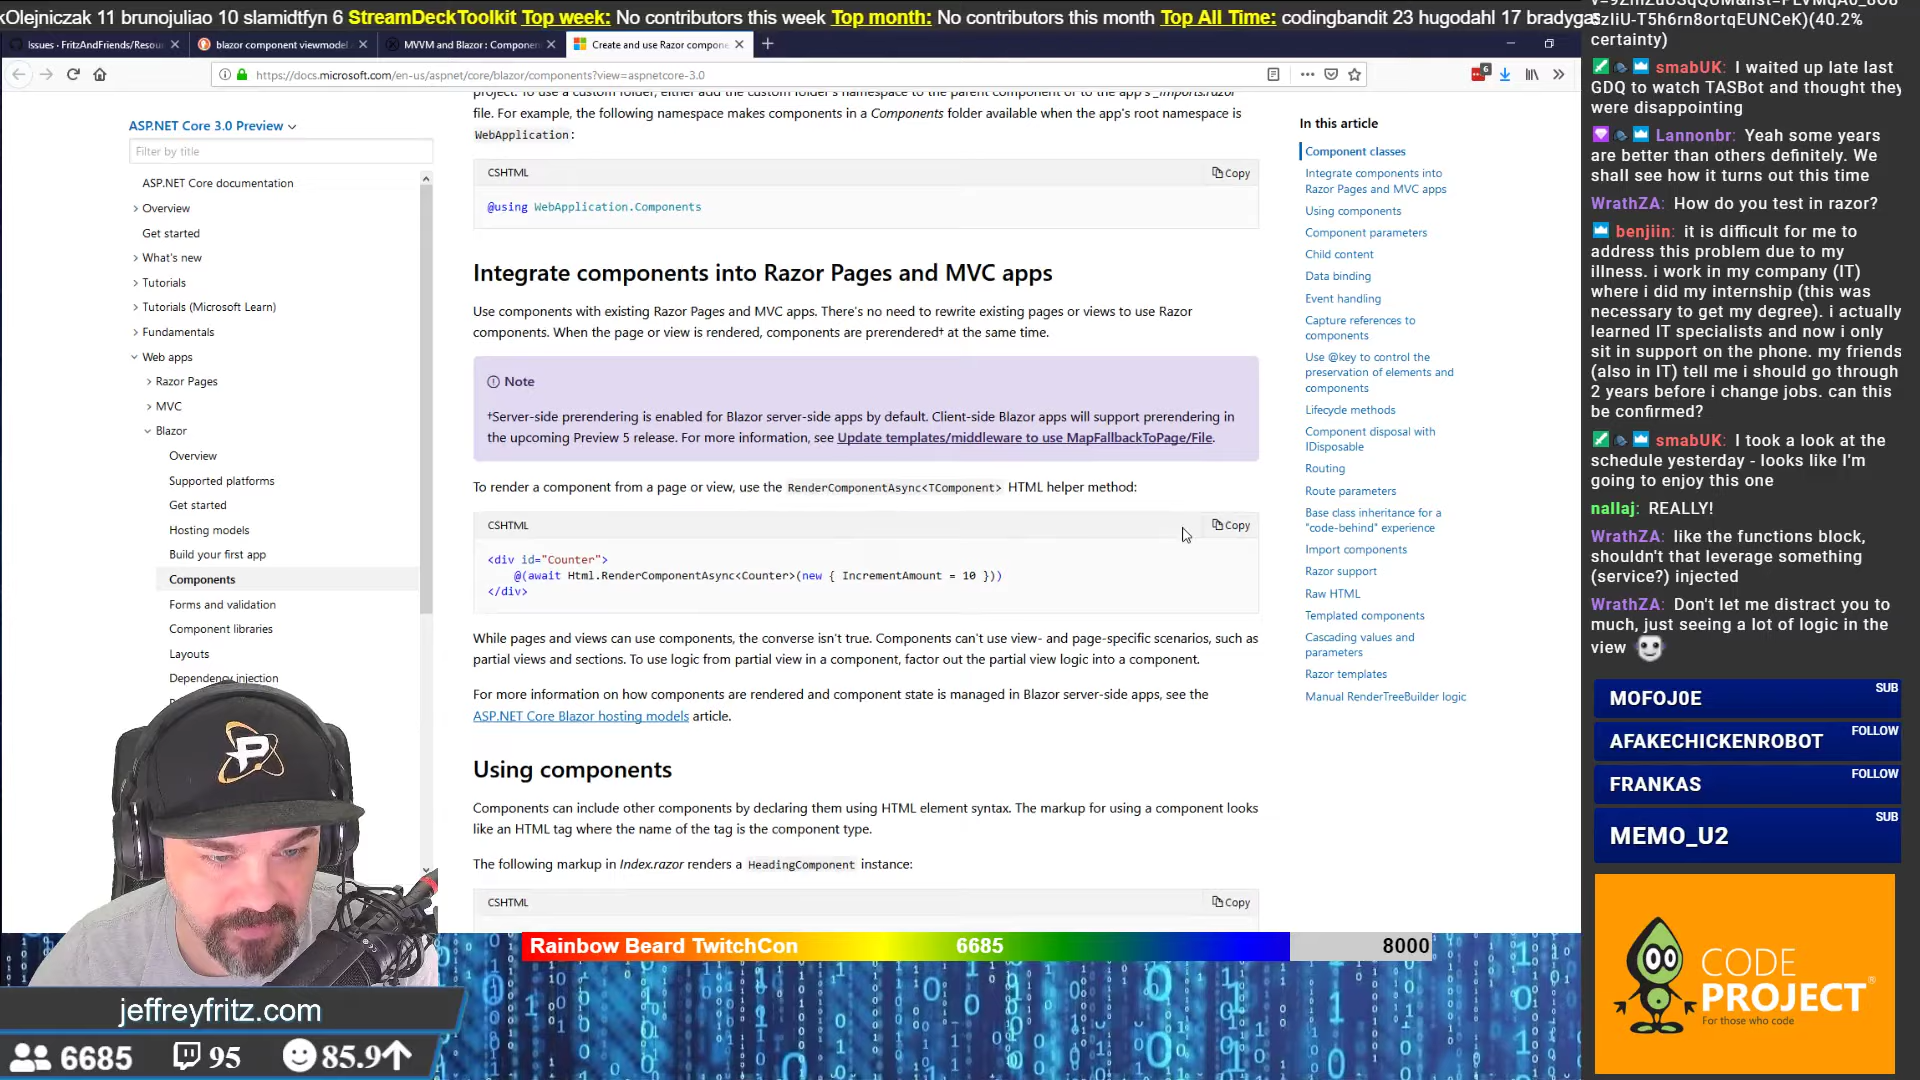 kOlejniczak 11 brunojuliao 10 slamidtfyn 6 StreamDeckToolkit Top week: No contributors this week Top month: No contributors this month Top All Time: codingbandit 23 hugodahl 17 bradygas
Issues · FritzAndFriends/Resou
blazor component viewmodel
MVVM and Blazor : Componen
Create and use Razor compone
https://docs.microsoft.com/en-us/aspnet/core/blazor/components?view=aspnetcore-3.0
6
ASP.NET Core 3.0 Preview
Filter by title
ASP.NET Core documentation
Overview
Get started
What's new
Tutorials
Tutorials (Microsoft Learn)
Fundamentals
Web apps
Razor Pages
MVC
Blazor
Overview
Supported platforms
Get started
Hosting models
Build your first app
Components
Forms and validation
Component libraries
Layouts
Dependency injection
project. To use a custom folder, either add the custom folder's namespace to the parent component or to the app's _Imports.razor
file. For example, the following namespace makes components in a Components folder available when the app's root namespace is
WebApplication:
CSHTML
Copy
@using WebApplication.Components
Integrate components into Razor Pages and MVC apps
Use components with existing Razor Pages and MVC apps. There's no need to rewrite existing pages or views to use Razor
components. When the page or view is rendered, components are prerendered† at the same time.
Note
†Server-side prerendering is enabled for Blazor server-side apps by default. Client-side Blazor apps will support prerendering in
the upcoming Preview 5 release. For more information, see Update templates/middleware to use MapFallbackToPage/File.
To render a component from a page or view, use the RenderComponentAsync<TComponent> HTML helper method:
CSHTML
Copy
<div id="Counter">
@(await Html.RenderComponentAsync<Counter>(new { IncrementAmount = 10 }))
</div>
While pages and views can use components, the converse isn't true. Components can't use view- and page-specific scenarios, such as
partial views and sections. To use logic from partial view in a component, factor out the partial view logic into a component.
For more information on how components are rendered and component state is managed in Blazor server-side apps, see the
ASP.NET Core Blazor hosting models article.
Using components
Components can include other components by declaring them using HTML element syntax. The markup for using a component looks
like an HTML tag where the name of the tag is the component type.
The following markup in Index.razor renders a HeadingComponent instance:
CSHTML
Copy
In this article
Component classes
Integrate components into
Razor Pages and MVC apps
Using components
Component parameters
Child content
Data binding
Event handling
Capture references to
components
Use @key to control the
preservation of elements and
components
Lifecycle methods
Component disposal with
IDisposable
Routing
Route parameters
Base class inheritance for a
"code-behind" experience
Import components
Razor support
Raw HTML
Templated components
Cascading values and
parameters
Razor templates
Manual RenderTreeBuilder logic
5zliU-T5h6rn8ortqEUNCeK)(40.2%
certainty)
smabUK: I waited up late last
GDQ to watch TASBot and thought they
were disappointing
Lannonbr: Yeah some years
are better than others definitely. We
shall see how it turns out this time
WrathZA: How do you test in razor?
benjiin: it is difficult for me to
address this problem due to my
illness. i work in my company (IT)
where i did my internship (this was
necessary to get my degree). i actually
learned IT specialists and now i only
sit in support on the phone. my friends
(also in IT) tell me i should go through
2 years before i change jobs. can this
be confirmed?
smabUK: I took a look at the
schedule yesterday - looks like I'm
going to enjoy this one
nallaj: REALLY!
WrathZA: like the functions block,
shouldn't that leverage something
(service?) injected
WrathZA: Don't let me distract you to
much, just seeing a lot of logic in the
view
MOFOJ0E SUB
AFAKECHICKENROBOT FOLLOW
FRANKAS FOLLOW
MEMO_U2 SUB
CODE
PROJECT®
For those who code
Rainbow Beard TwitchCon 6685 8000
P
jeffreyfritz.com
6685 95 85.9